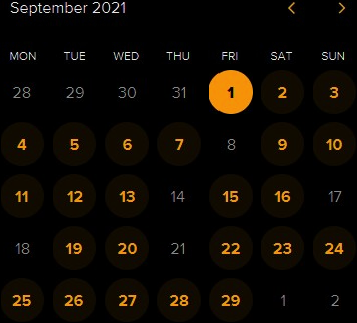 September 2021
MON TUE WED THU FRI SAT SUN
28 29 30 31 1 2 3
4 5 6 7 8 9 10
11 12 13 14 15 16 17
18 19 20 21 22 23 24
25 26 27 28 29 1 2